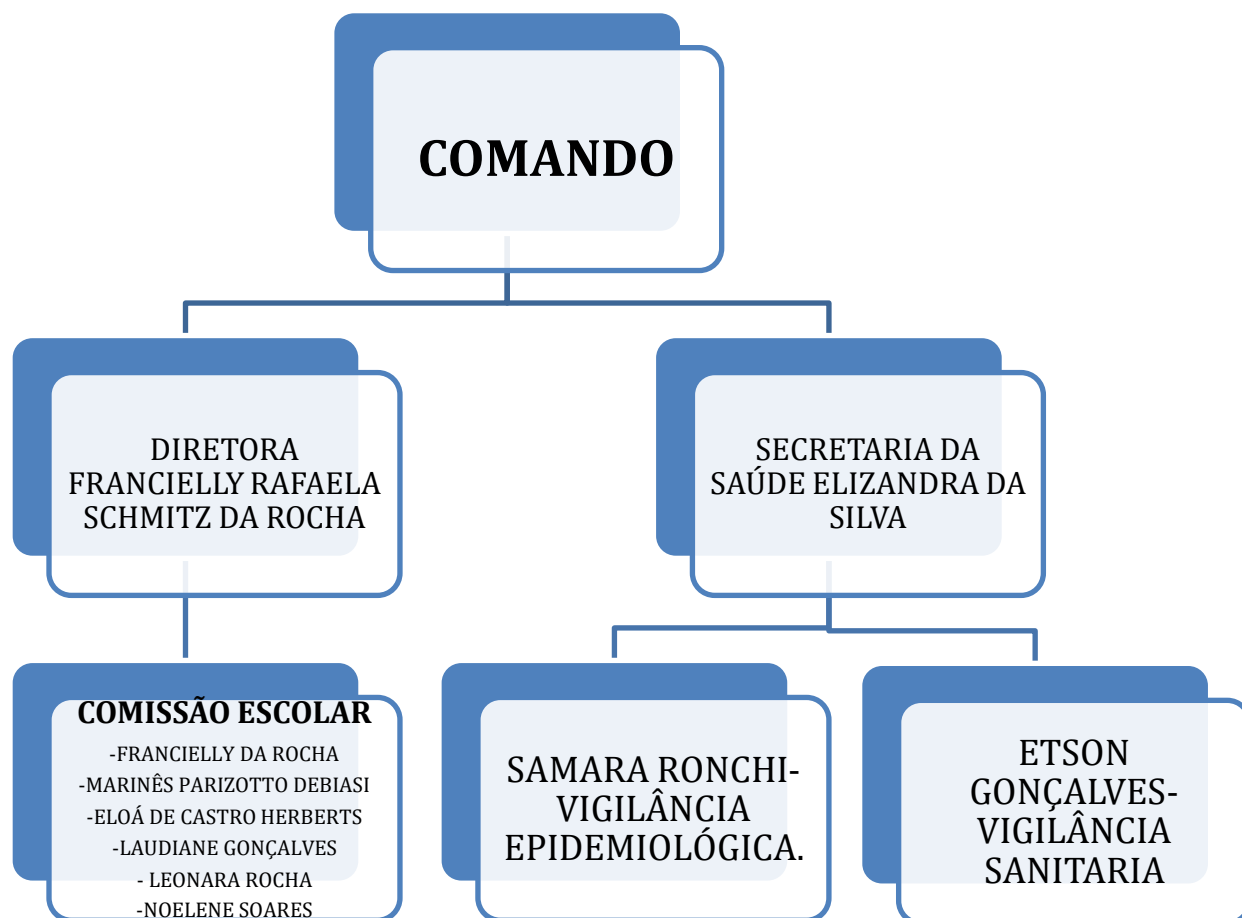 COMANDO
DIRETORA
FRANCIELLY RAFAELA
SCHMITZ DA ROCHA
SECRETARIA DA
SAÚDE ELIZANDRA DA
SILVA
COMISSÃO ESCOLAR
-FRANCIELLY DA ROCHA
-MARINÊS PARIZOTTO DEBIASI
-ELOÁ DE CASTRO HERBERTS
-LAUDIANE GONÇALVES
- LEONARA ROCHA
-NOELENE SOARES
SAMARA RONCHI-
VIGILÂNCIA
EPIDEMIOLÓGICA.
ETSON
GONÇALVES-
VIGILÂNCIA
SANITARIA